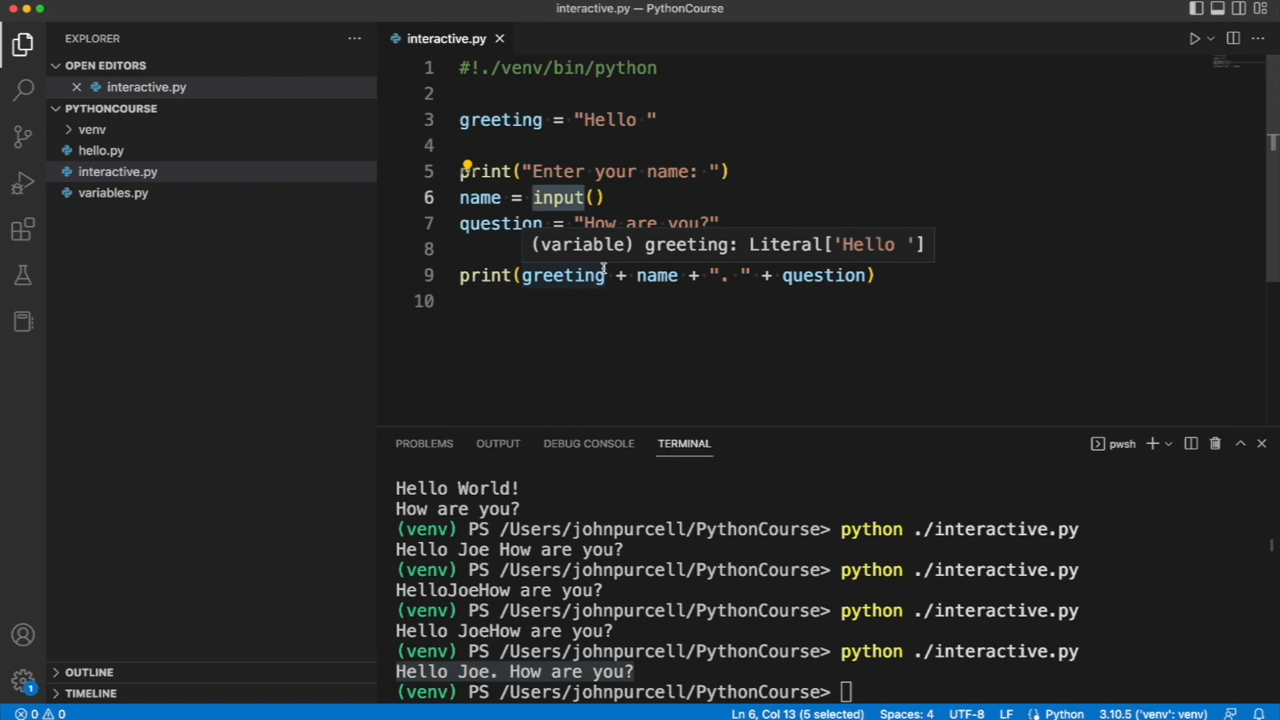 interactive.py — PythonCourse
EXPLORER
OPEN EDITORS
interactive.py
PYTHONCOURSE
venv
hello.py
interactive.py
variables.py
OUTLINE
TIMELINE
interactive.py
1 #!./venv/bin/python
2
3 greeting = "Hello "
4
5 print("Enter your name: ")
6 name = input()
7 question = "How are you?"
8
(variable) greeting: Literal['Hello ']
9 print(greeting + name + ". " + question)
10
PROBLEMS OUTPUT DEBUG CONSOLE TERMINAL
pwsh
Hello World!
How are you?
(venv) PS /Users/johnpurcell/PythonCourse> python ./interactive.py
Hello Joe How are you?
(venv) PS /Users/johnpurcell/PythonCourse> python ./interactive.py
HelloJoeHow are you?
(venv) PS /Users/johnpurcell/PythonCourse> python ./interactive.py
Hello JoeHow are you?
(venv) PS /Users/johnpurcell/PythonCourse> python ./interactive.py
Hello Joe. How are you?
(venv) PS /Users/johnpurcell/PythonCourse>
1
0 0 Ln 6, Col 13 (5 selected) Spaces: 4 UTF-8 LF Python 3.10.5 ('venv': venv)